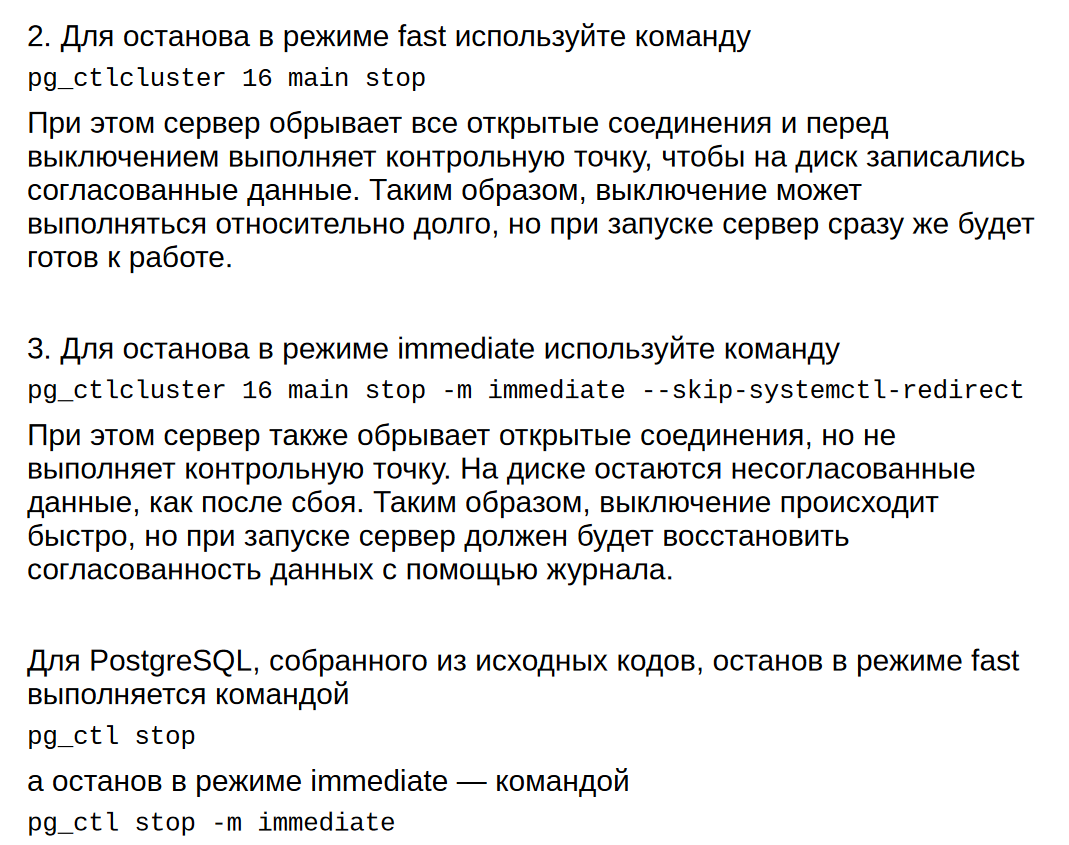 2. Для останова в режиме fast используйте команду
pg_ctlcluster 16 main stop
При этом сервер обрывает все открытые соединения и перед
выключением выполняет контрольную точку, чтобы на диск записались
согласованные данные. Таким образом, выключение может
выполняться относительно долго, но при запуске сервер сразу же будет
готов к работе.
3. Для останова в режиме immediate используйте команду
pg_ctlcluster 16 main stop -m immediate --skip-systemctl-redirect
При этом сервер также обрывает открытые соединения, но не
выполняет контрольную точку. На диске остаются несогласованные
данные, как после сбоя. Таким образом, выключение происходит
быстро, но при запуске сервер должен будет восстановить
согласованность данных с помощью журнала.
Для PostgreSQL, собранного из исходных кодов, останов в режиме fast
выполняется командой
pg_ctl stop
а останов в режиме immediate — командой
pg_ctl stop -m immediate